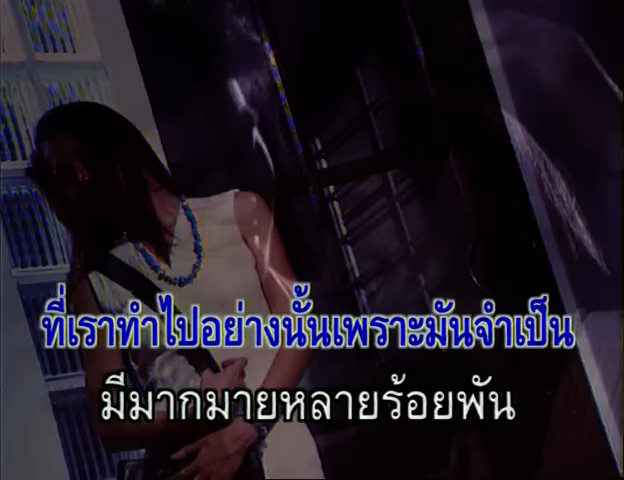 ที่เราทำไปอย่างนั้นเพราะมันจำเป็น
มีมากมายหลายร้อยพัน